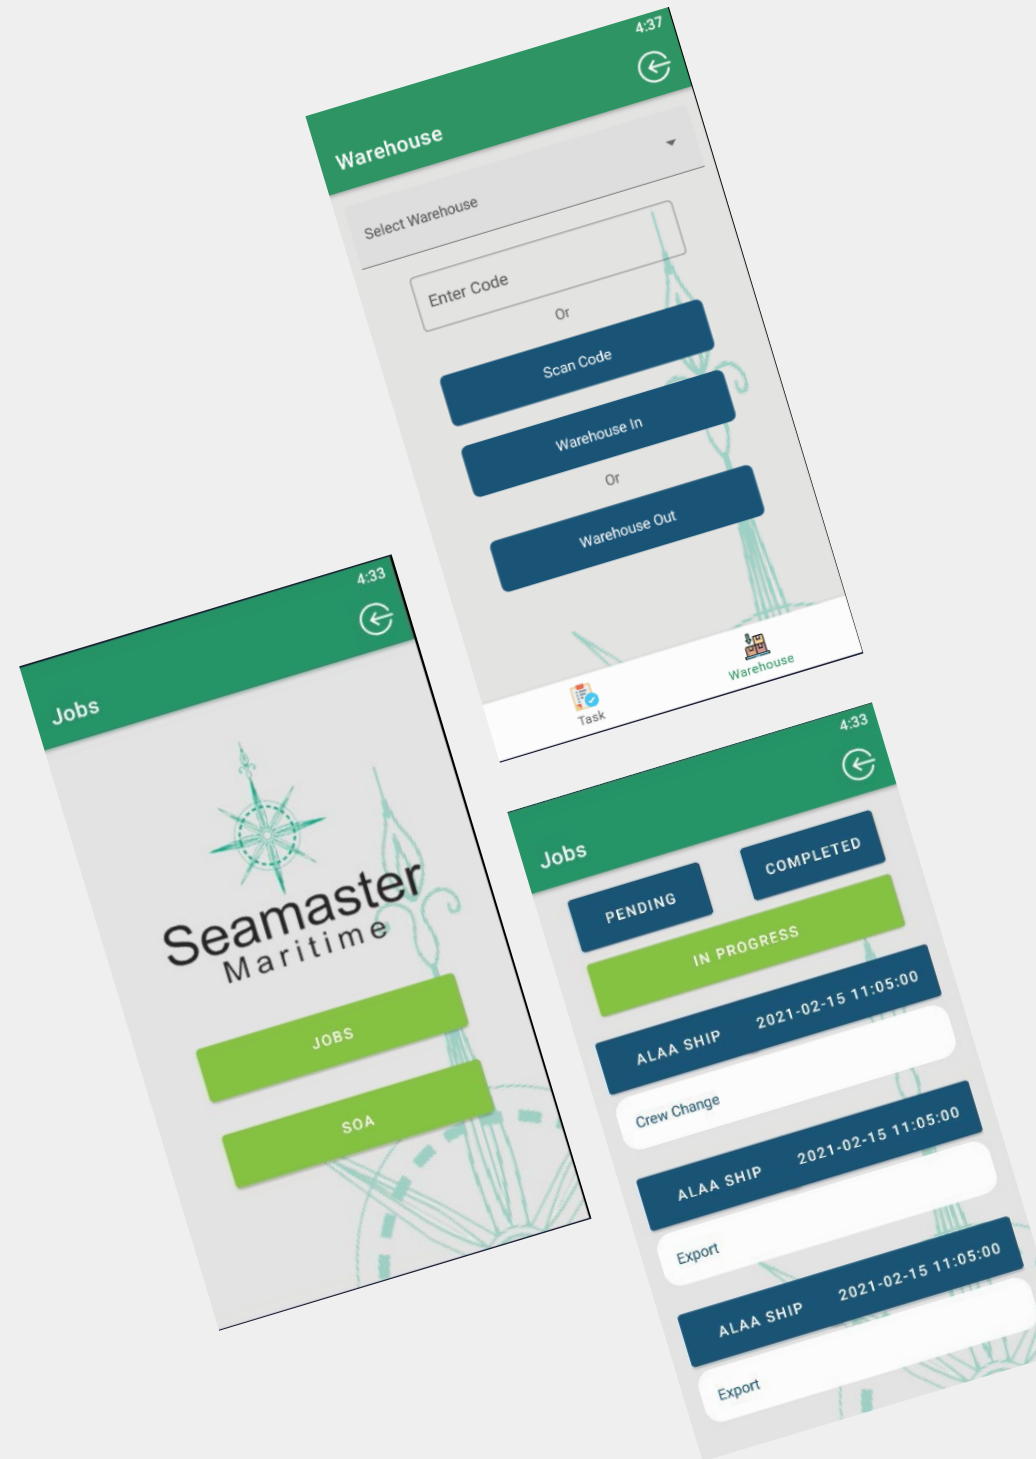 4:37
Warehouse
Select Warehouse
Enter Code
Or
Scan Code
Warehouse In
Or
Warehouse Out
Task
Warehouse
4:33
Jobs
Seamaster
Maritime
JOBS
SOA
4:33
Jobs
PENDING
COMPLETED
IN PROGRESS
ALAA SHIP 2021-02-15 11:05:00
Crew Change
ALAA SHIP 2021-02-15 11:05:00
Export
ALAA SHIP 2021-02-15 11:05:00
Export